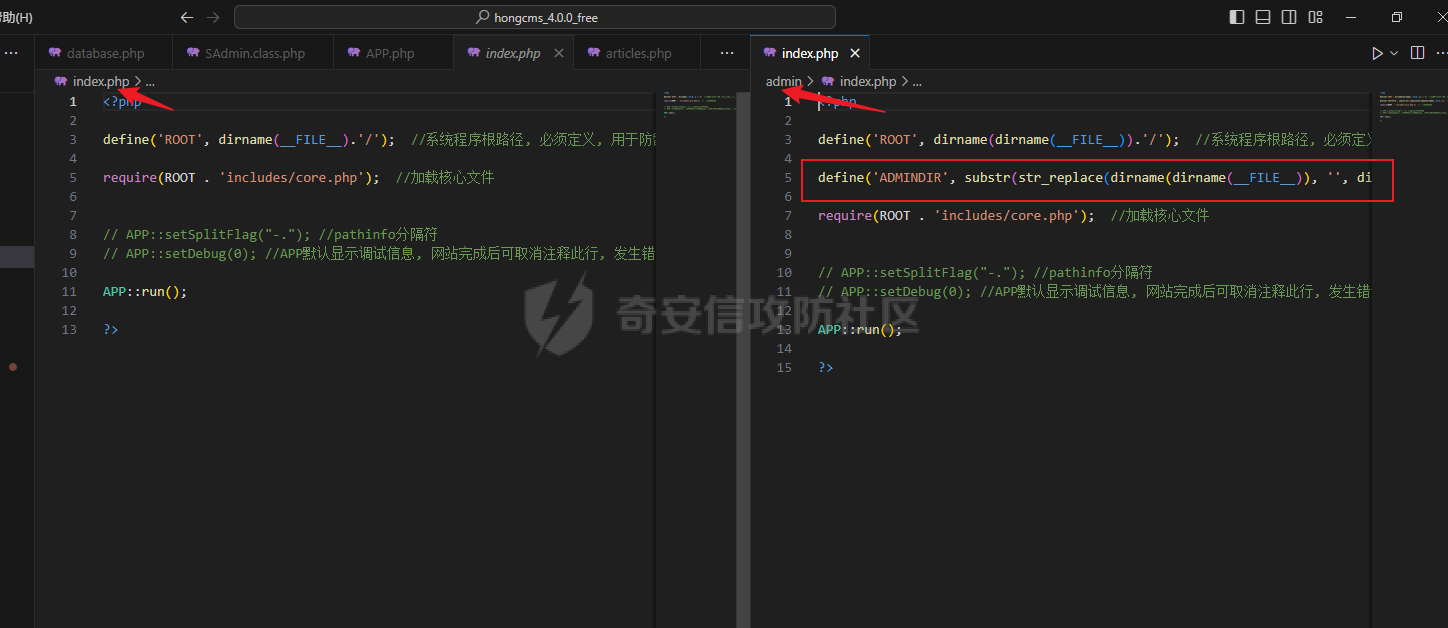 助(H)
hongcms_4.0.0_free
database.php SAdmin.class.php APP.php index.php articles.php
index.php
index.php > ...
admin > index.php > ...
1 <?php
2
3 define('ROOT', dirname(__FILE__).'/'); //系统程序根路径, 必须定义, 用于防
4
5 require(ROOT . 'includes/core.php'); //加载核心文件
6
7
8 // APP::setSplitFlag("-."); //pathinfo分隔符
9 // APP::setDebug(0); //APP默认显示调试信息, 网站完成后可取消注释此行, 发生错
10
11 APP::run();
12
13 ?>
1 <?php
2
3 define('ROOT', dirname(dirname(__FILE__)).'/'); //系统程序根路径, 必须定
4
5 define('ADMINDIR', substr(str_replace(dirname(dirname(__FILE__)), '', di
6
7 require(ROOT . 'includes/core.php'); //加载核心文件
8
9
10 // APP::setSplitFlag("-."); //pathinfo分隔符
11 // APP::setDebug(0); //APP默认显示调试信息, 网站完成后可取消注释此行, 发生错
12
13 APP::run();
14
15 ?>
奇安信攻防社区